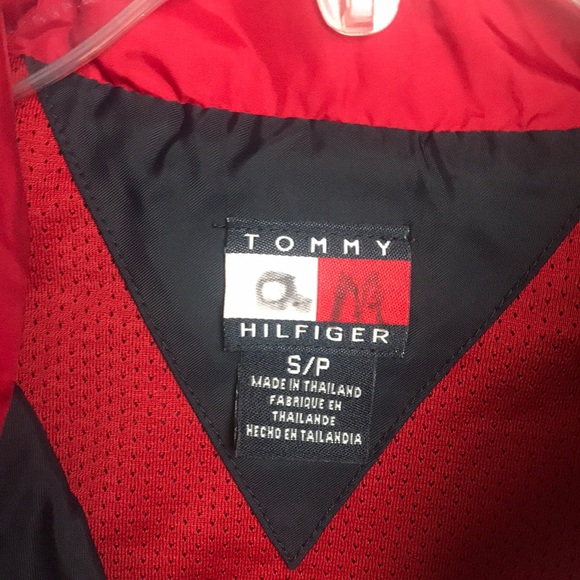 TOMMY
a. M
HILFIGER
S/P
MADE IN THAILAND
FABRIQUE EN
THAILANDE
HECHO EN TAILANDIA